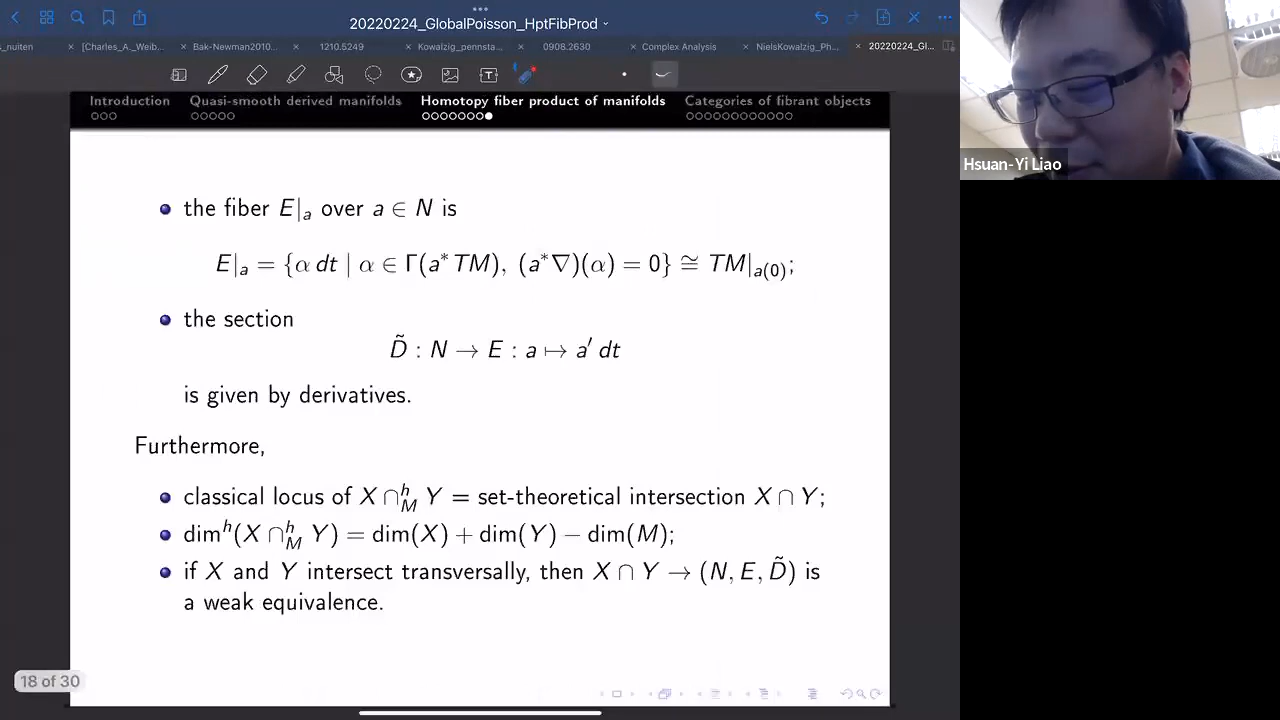 20220224_GlobalPoisson_HptFibProd
_nuiten
[Charles_A._Weib...
Bak-Newman2010...
1210.5249
Kowalzig_pennsta...
0908.2630
Complex Analysis
NielsKowalzig_Ph...
20220224_Gl...
Introduction Quasi-smooth derived manifolds Homotopy fiber product of manifolds Categories of fibrant objects
Hsuan-Yi Liao
the fiber E|ₐ over a ∈ N is
E|ₐ = {α dt | α ∈ Γ(a* TM), (a*∇)(α) = 0} ≅ TM|_{a(0)};
the section
D̃ : N → E : a ↦ a′ dt
is given by derivatives.
Furthermore,
classical locus of X ∩_M^h Y = set-theoretical intersection X ∩ Y;
dim^h(X ∩_M^h Y) = dim(X) + dim(Y) − dim(M);
if X and Y intersect transversally, then X ∩ Y → (N, E, D̃) is
a weak equivalence.
18 of 30